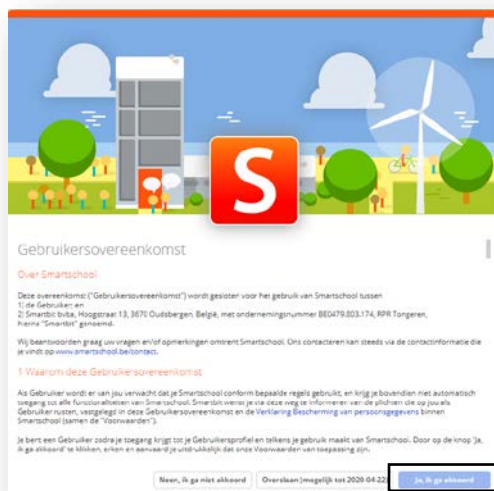 S
Gebruikersovereenkomst
Over Smartschool
Deze overeenkomst ("Gebruikersovereenkomst") wordt gesloten voor het gebruik van Smartschool tussen
1) de Gebruiker; en
2) Smartbit bvba, Hoogstraat 13, 3670 Oudsbergen, België, met ondernemingsnummer BE0479.803.174, RPR Tongeren,
hierna "Smartbit" genoemd.
Wij beantwoorden graag uw vragen en/of opmerkingen omtrent Smartschool. Ons contacteren kan steeds via de contactinformatie die
je vindt op www.smartschool.be/contact.
1 Waarom deze Gebruikersovereenkomst
Als Gebruiker wordt er van jou verwacht dat je Smartschool conform bepaalde regels gebruikt, en krijg je bovendien niet automatisch
toegang tot alle functionaliteiten van Smartschool. Smartbit wenst je via deze weg te informeren van de plichten die op jou als
Gebruiker rusten, vastgelegd in deze Gebruikersovereenkomst en de Verklaring Bescherming van persoonsgegevens binnen
Smartschool (samen de "Voorwaarden").
Je bent een Gebruiker zodra je toegang krijgt tot je Gebruikersprofiel en telkens je gebruik maakt van Smartschool. Door op de knop 'Ja,
ik ga akkoord' te klikken, erken en aanvaard je uitdrukkelijk dat onze Voorwaarden van toepassing zijn.
Neen, ik ga niet akkoord Overslaan (mogelijk tot 2020-04-22) Ja, ik ga akkoord